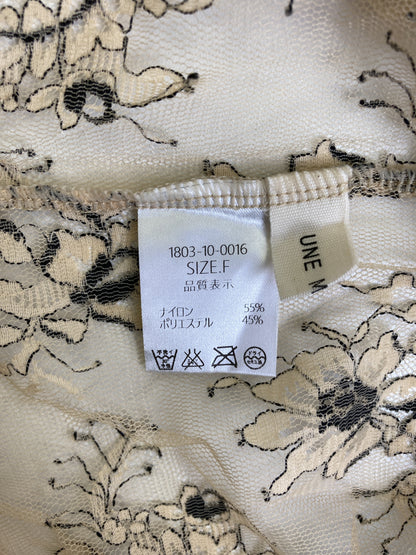 1803-10-0016
SIZE.F
品質表示
ナイロン 55%
ポリエステル 45%
UNE M